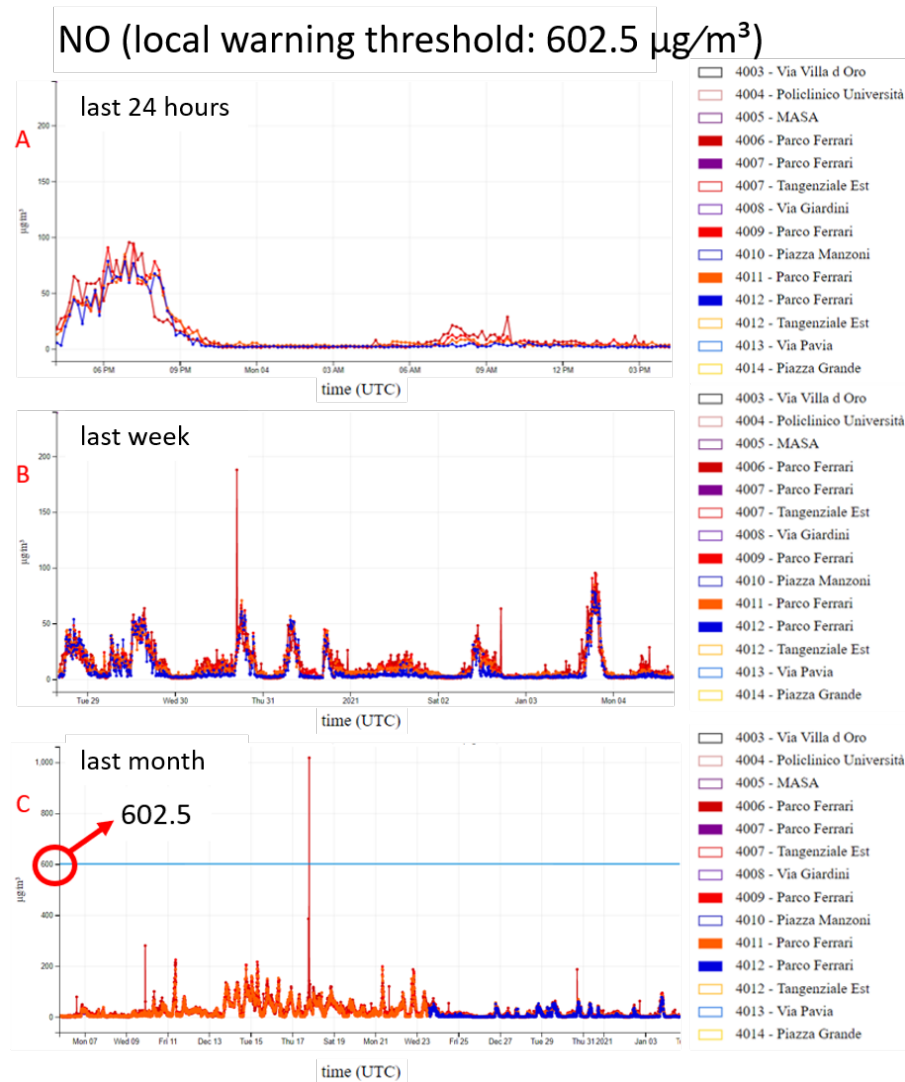 NO (local warning threshold: 602.5 µg/m³)
last 24 hours
A
200
150
100
50
0
µg/m³
06 PM 09 PM Mon 04 03 AM 06 AM 09 AM 12 PM 03 PM
time (UTC)
4003 - Via Villa d Oro
4004 - Policlinico Università
4005 - MASA
4006 - Parco Ferrari
4007 - Parco Ferrari
4007 - Tangenziale Est
4008 - Via Giardini
4009 - Parco Ferrari
4010 - Piazza Manzoni
4011 - Parco Ferrari
4012 - Parco Ferrari
4012 - Tangenziale Est
4013 - Via Pavia
4014 - Piazza Grande
last week
B
200
150
100
50
0
µg/m³
Tue 29 Wed 30 Thu 31 2021 Sat 02 Jan 03 Mon 04
time (UTC)
4003 - Via Villa d Oro
4004 - Policlinico Università
4005 - MASA
4006 - Parco Ferrari
4007 - Parco Ferrari
4007 - Tangenziale Est
4008 - Via Giardini
4009 - Parco Ferrari
4010 - Piazza Manzoni
4011 - Parco Ferrari
4012 - Parco Ferrari
4012 - Tangenziale Est
4013 - Via Pavia
4014 - Piazza Grande
last month
C
602.5
1,000
800
600
400
200
0
µg/m³
Mon 07 Wed 09 Fri 11 Dec 13 Tue 15 Thu 17 Sat 19 Mon 21 Wed 23 Fri 25 Dec 27 Tue 29 Thu 31 2021 Jan 03
time (UTC)
4003 - Via Villa d Oro
4004 - Policlinico Università
4005 - MASA
4006 - Parco Ferrari
4007 - Parco Ferrari
4007 - Tangenziale Est
4008 - Via Giardini
4009 - Parco Ferrari
4010 - Piazza Manzoni
4011 - Parco Ferrari
4012 - Parco Ferrari
4012 - Tangenziale Est
4013 - Via Pavia
4014 - Piazza Grande